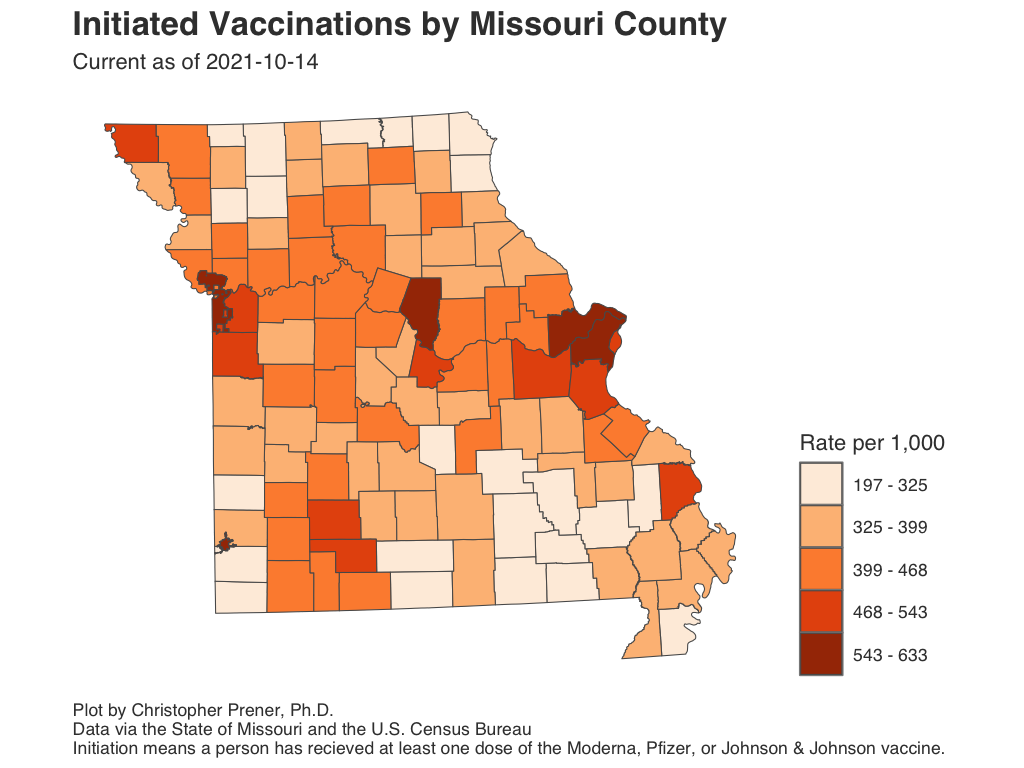 Initiated Vaccinations by Missouri County
Current as of 2021-10-14
Rate per 1,000
197 - 325
325 - 399
399 - 468
468 - 543
543 - 633
Plot by Christopher Prener, Ph.D.
Data via the State of Missouri and the U.S. Census Bureau
Initiation means a person has recieved at least one dose of the Moderna, Pfizer, or Johnson & Johnson vaccine.